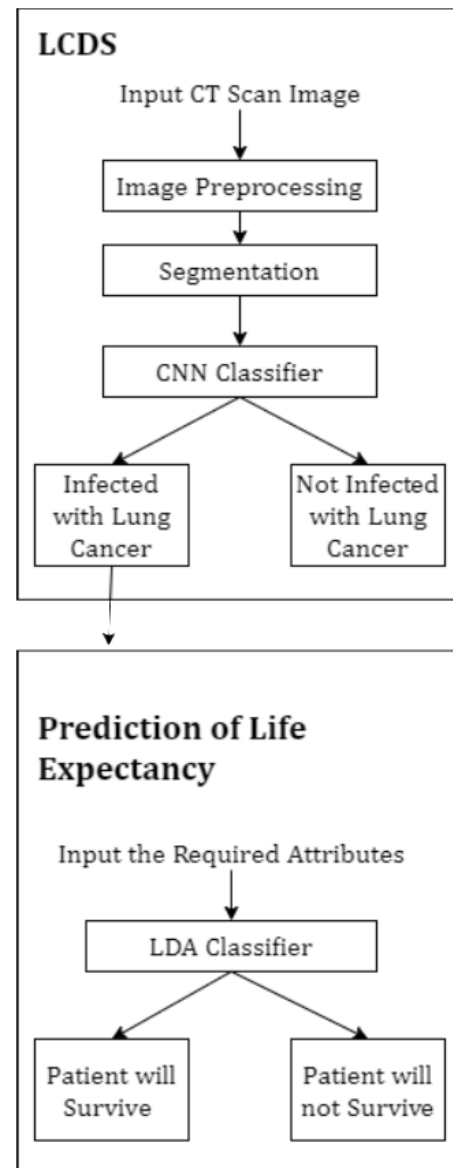 LCDS
Input CT Scan Image
Image Preprocessing
Segmentation
CNN Classifier
Infected
with Lung
Cancer
Not Infected
with Lung
Cancer
Prediction of Life
Expectancy
Input the Required Attributes
LDA Classifier
Patient will
Survive
Patient will
not Survive